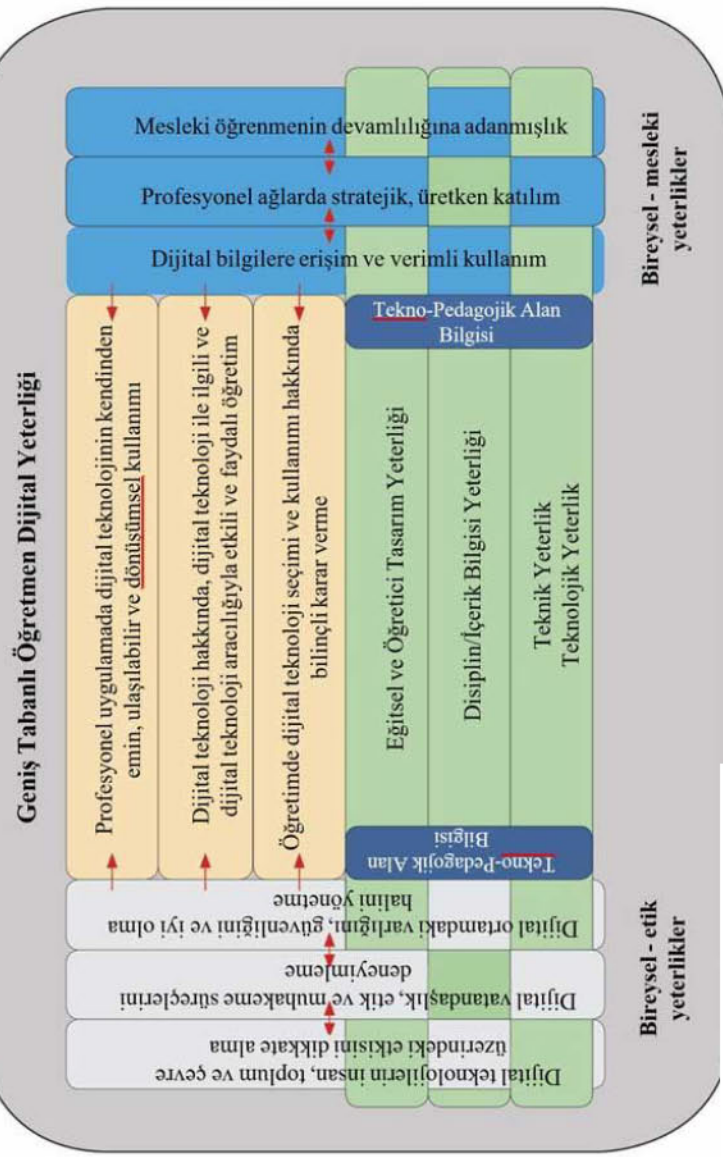 Geniş Tabanlı Öğretmen Dijital Yeterliği
Dijital teknolojilerin insan, toplum ve çevre
üzerindeki etkisini dikkate alma
Dijital vatandaşlık, etik ve muhakeme süreçlerini
deneyimleme
Dijital ortamdaki varlığını, güvenliğini ve iyi olma
halini yönetme
Profesyonel uygulamada dijital teknolojinin kendinden
emin, ulaşılabilir ve dönüşümsel kullanımı
Dijital teknoloji hakkında, dijital teknoloji ile ilgili ve
dijital teknoloji aracılığıyla etkili ve faydalı öğretim
Öğretimde dijital teknoloji seçimi ve kullanımı hakkında
bilinçli karar verme
Dijital bilgilere erişim ve verimli kullanım
Profesyonel ağlarda stratejik, üretken katılım
Mesleki öğrenmenin devamlılığına adanmışlık
Tekno-Pedagojik Alan
Bilgisi
Eğitsel ve Öğretici Tasarım Yeterliği
Disiplin/İçerik Bilgisi Yeterliği
Teknik Yeterlik
Teknolojik Yeterlik
Tekno-Pedagojik Alan
Bilgisi
Bireysel - etik
yeterlikler
Bireysel - mesleki
yeterlikler